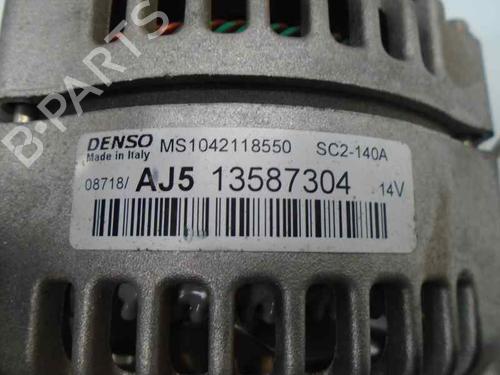 B-PARTS
DENSO MS1042118550 SC2-140A
Made in Italy
08718/ AJ5 13587304 14V